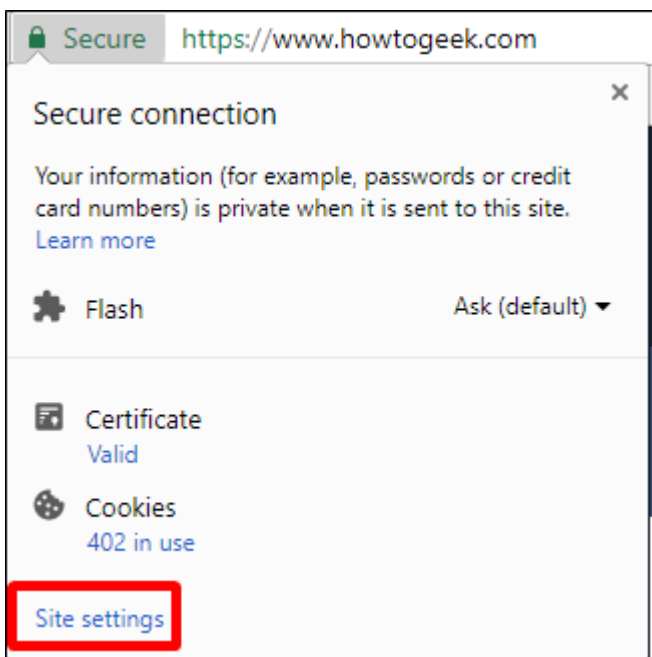 Secure https://www.howtogeek.com
Secure connection
Your information (for example, passwords or credit
card numbers) is private when it is sent to this site.
Learn more
Flash Ask (default)
Certificate
Valid
Cookies
402 in use
Site settings